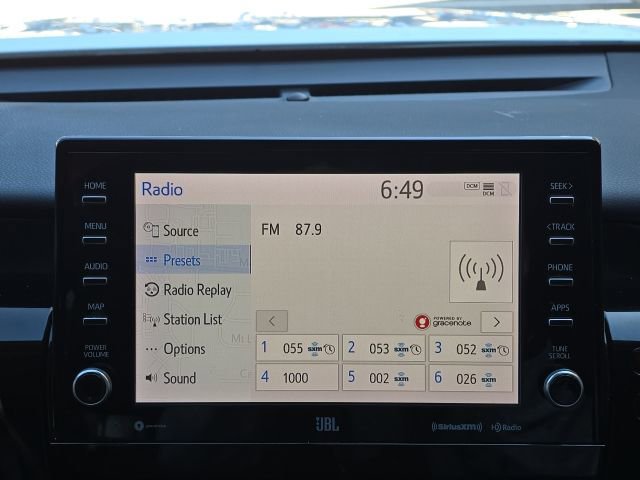 HOME
MENU
AUDIO
MAP
POWER
VOLUME
Radio 6:49 DCM DCM
Source
Presets
Radio Replay
Station List
Options
Sound
FM 87.9
POWERED BY
gracenote
1 055 sxm
2 053 sxm
3 052 sxm
4 1000
5 002 sxm
6 026 sxm
SEEK >
< TRACK
PHONE
APPS
TUNE
SCROLL
gracenote
JBL
((SiriusXM))
HD Radio